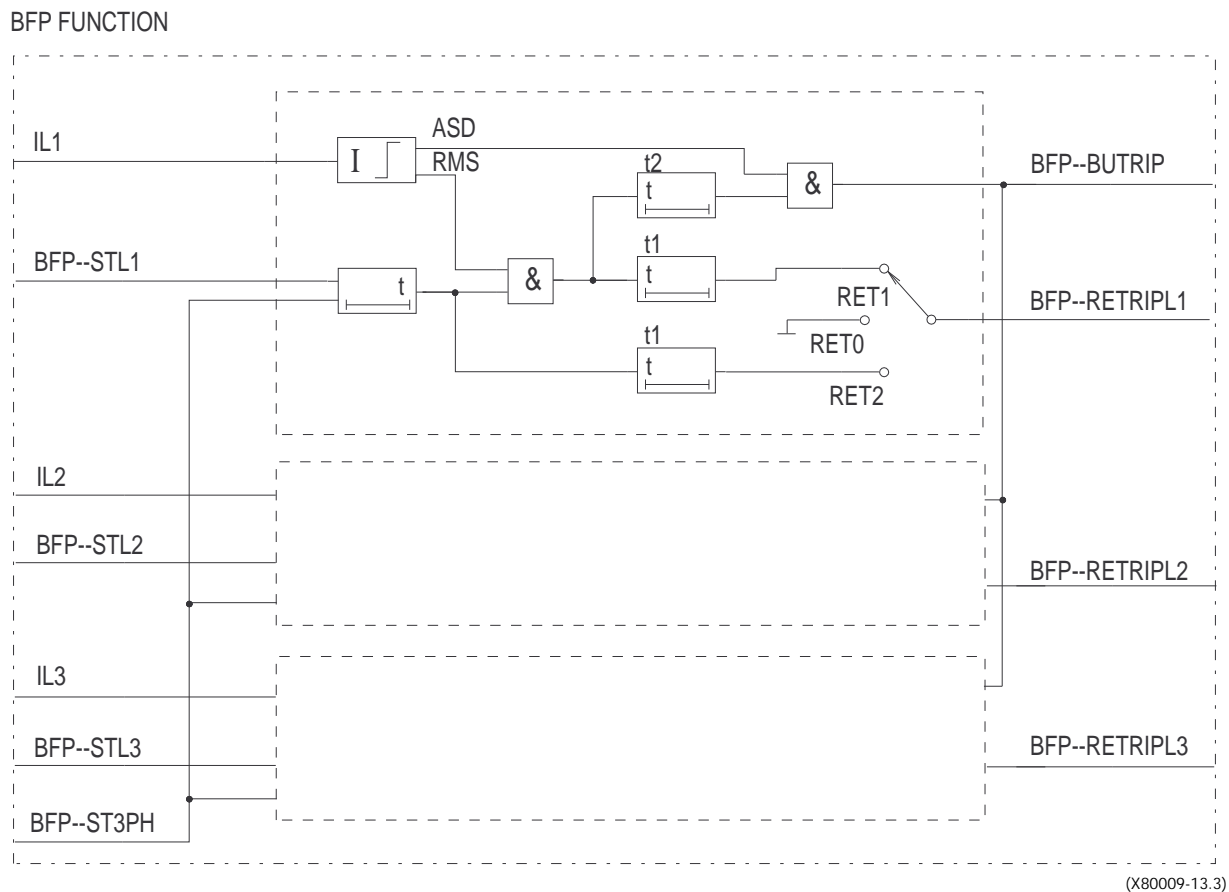 BFP FUNCTION
IL1
ASD
RMS
I
t2
t
&
BFP--BUTRIP
BFP--STL1
t
&
t1
t
RET1
BFP--RETRIPL1
RET0
t1
t
RET2
IL2
BFP--STL2
BFP--RETRIPL2
IL3
BFP--STL3
BFP--RETRIPL3
BFP--ST3PH
(X80009-13.3)